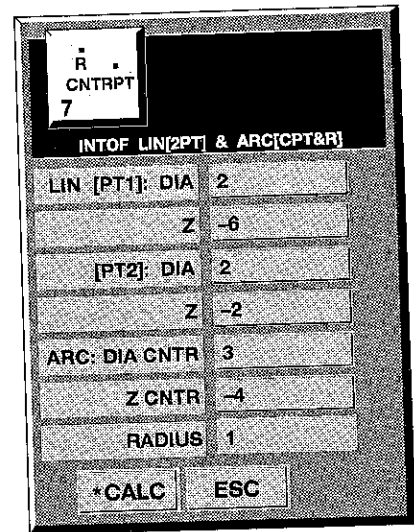 R
CNTRPT
7
INTOF LIN[2PT] & ARC[CPT&R]
LIN [PT1]: DIA 2
Z -6
[PT2]: DIA 2
Z -2
ARC: DIA CNTR 3
Z CNTR -4
RADIUS 1
*CALC ESC